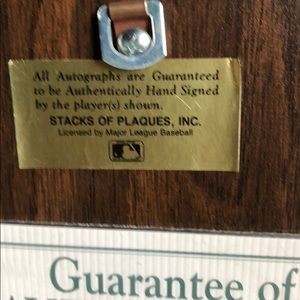 All Autographs are Guaranteed
to be Authentically Hand Signed
by the player(s) shown.
STACKS OF PLAQUES, INC.
Licensed by Major League Baseball
Guarantee of